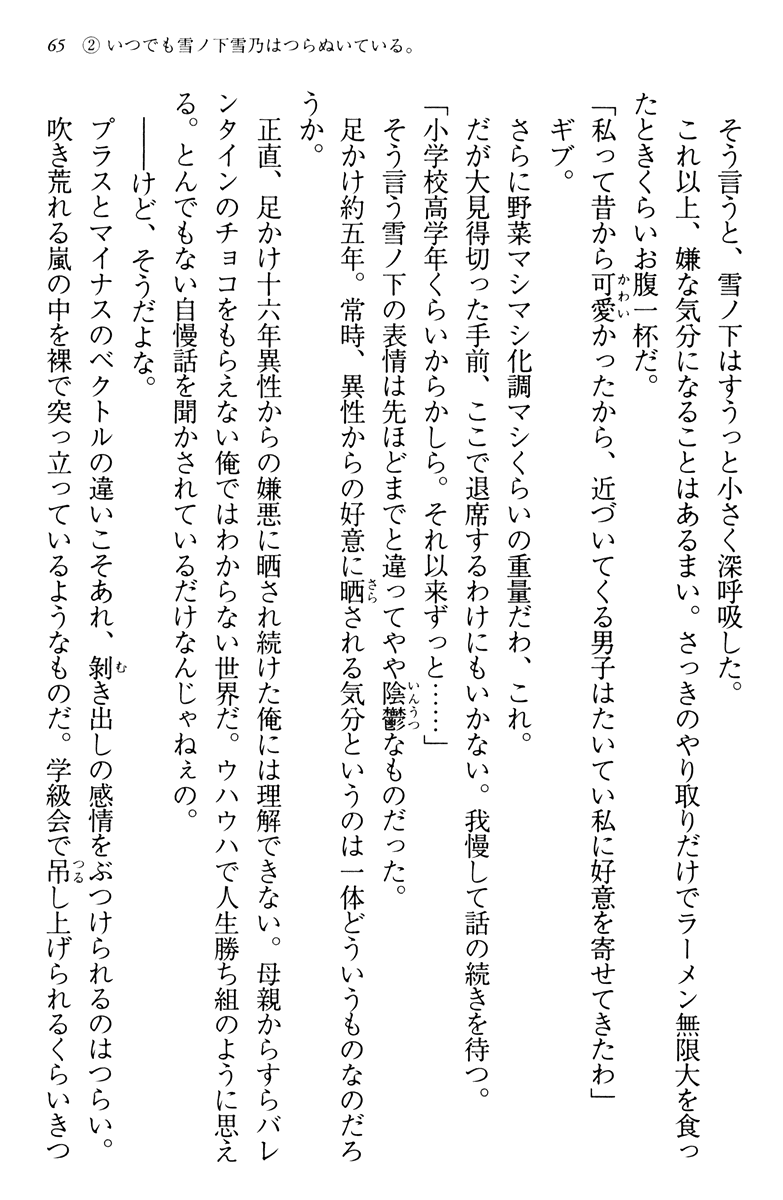 65　② いつでも雪ノ下雪乃はつらぬいている。
　そう言うと、雪ノ下はすうっと小さく深呼吸した。
　これ以上、嫌な気分になることはあるまい。さっきのやり取りだけでラーメン無限大を食っ
たときくらいお腹一杯だ。
「私って昔から可愛かったから、近づいてくる男子はたいてい私に好意を寄せてきたわ」
　ギブ。
　さらに野菜マシマシ化調マシくらいの重量だわ、これ。
　だが大見得切った手前、ここで退席するわけにもいかない。我慢して話の続きを待つ。
「小学校高学年くらいからかしら。それ以来ずっと……」
　そう言う雪ノ下の表情は先ほどまでと違ってやや陰鬱なものだった。
　足かけ約五年。常時、異性からの好意に晒される気分というのは一体どういうものなのだろ
うか。
　正直、足かけ十六年異性からの嫌悪に晒され続けた俺には理解できない。母親からすらバレ
ンタインのチョコをもらえない俺ではわからない世界だ。ウハウハで人生勝ち組のように思え
る。とんでもない自慢話を聞かされているだけなんじゃねぇの。
　――けど、そうだよな。
　プラスとマイナスのベクトルの違いこそあれ、剝き出しの感情をぶつけられるのはつらい。
吹き荒れる嵐の中を裸で突っ立っているようなものだ。学級会で吊し上げられるくらいきつ